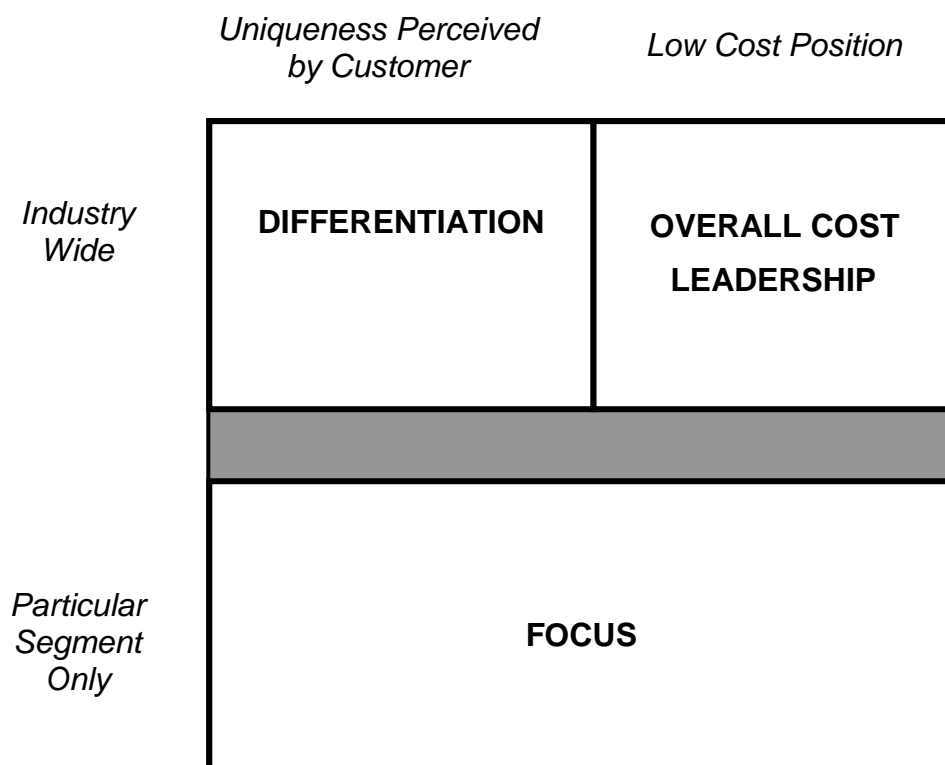 Uniqueness Perceived
by Customer
Low Cost Position
Industry
Wide
DIFFERENTIATION
OVERALL COST
LEADERSHIP
Particular
Segment
Only
FOCUS